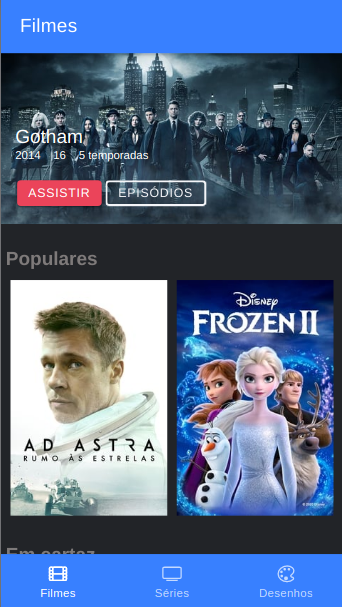 Filmes
Gotham
2014 16 5 temporadas
ASSISTIR EPISÓDIOS
Populares
AD ASTRA
RUMO ÀS ESTRELAS
Disney
FROZEN II
Em cartaz
Filmes Séries Desenhos